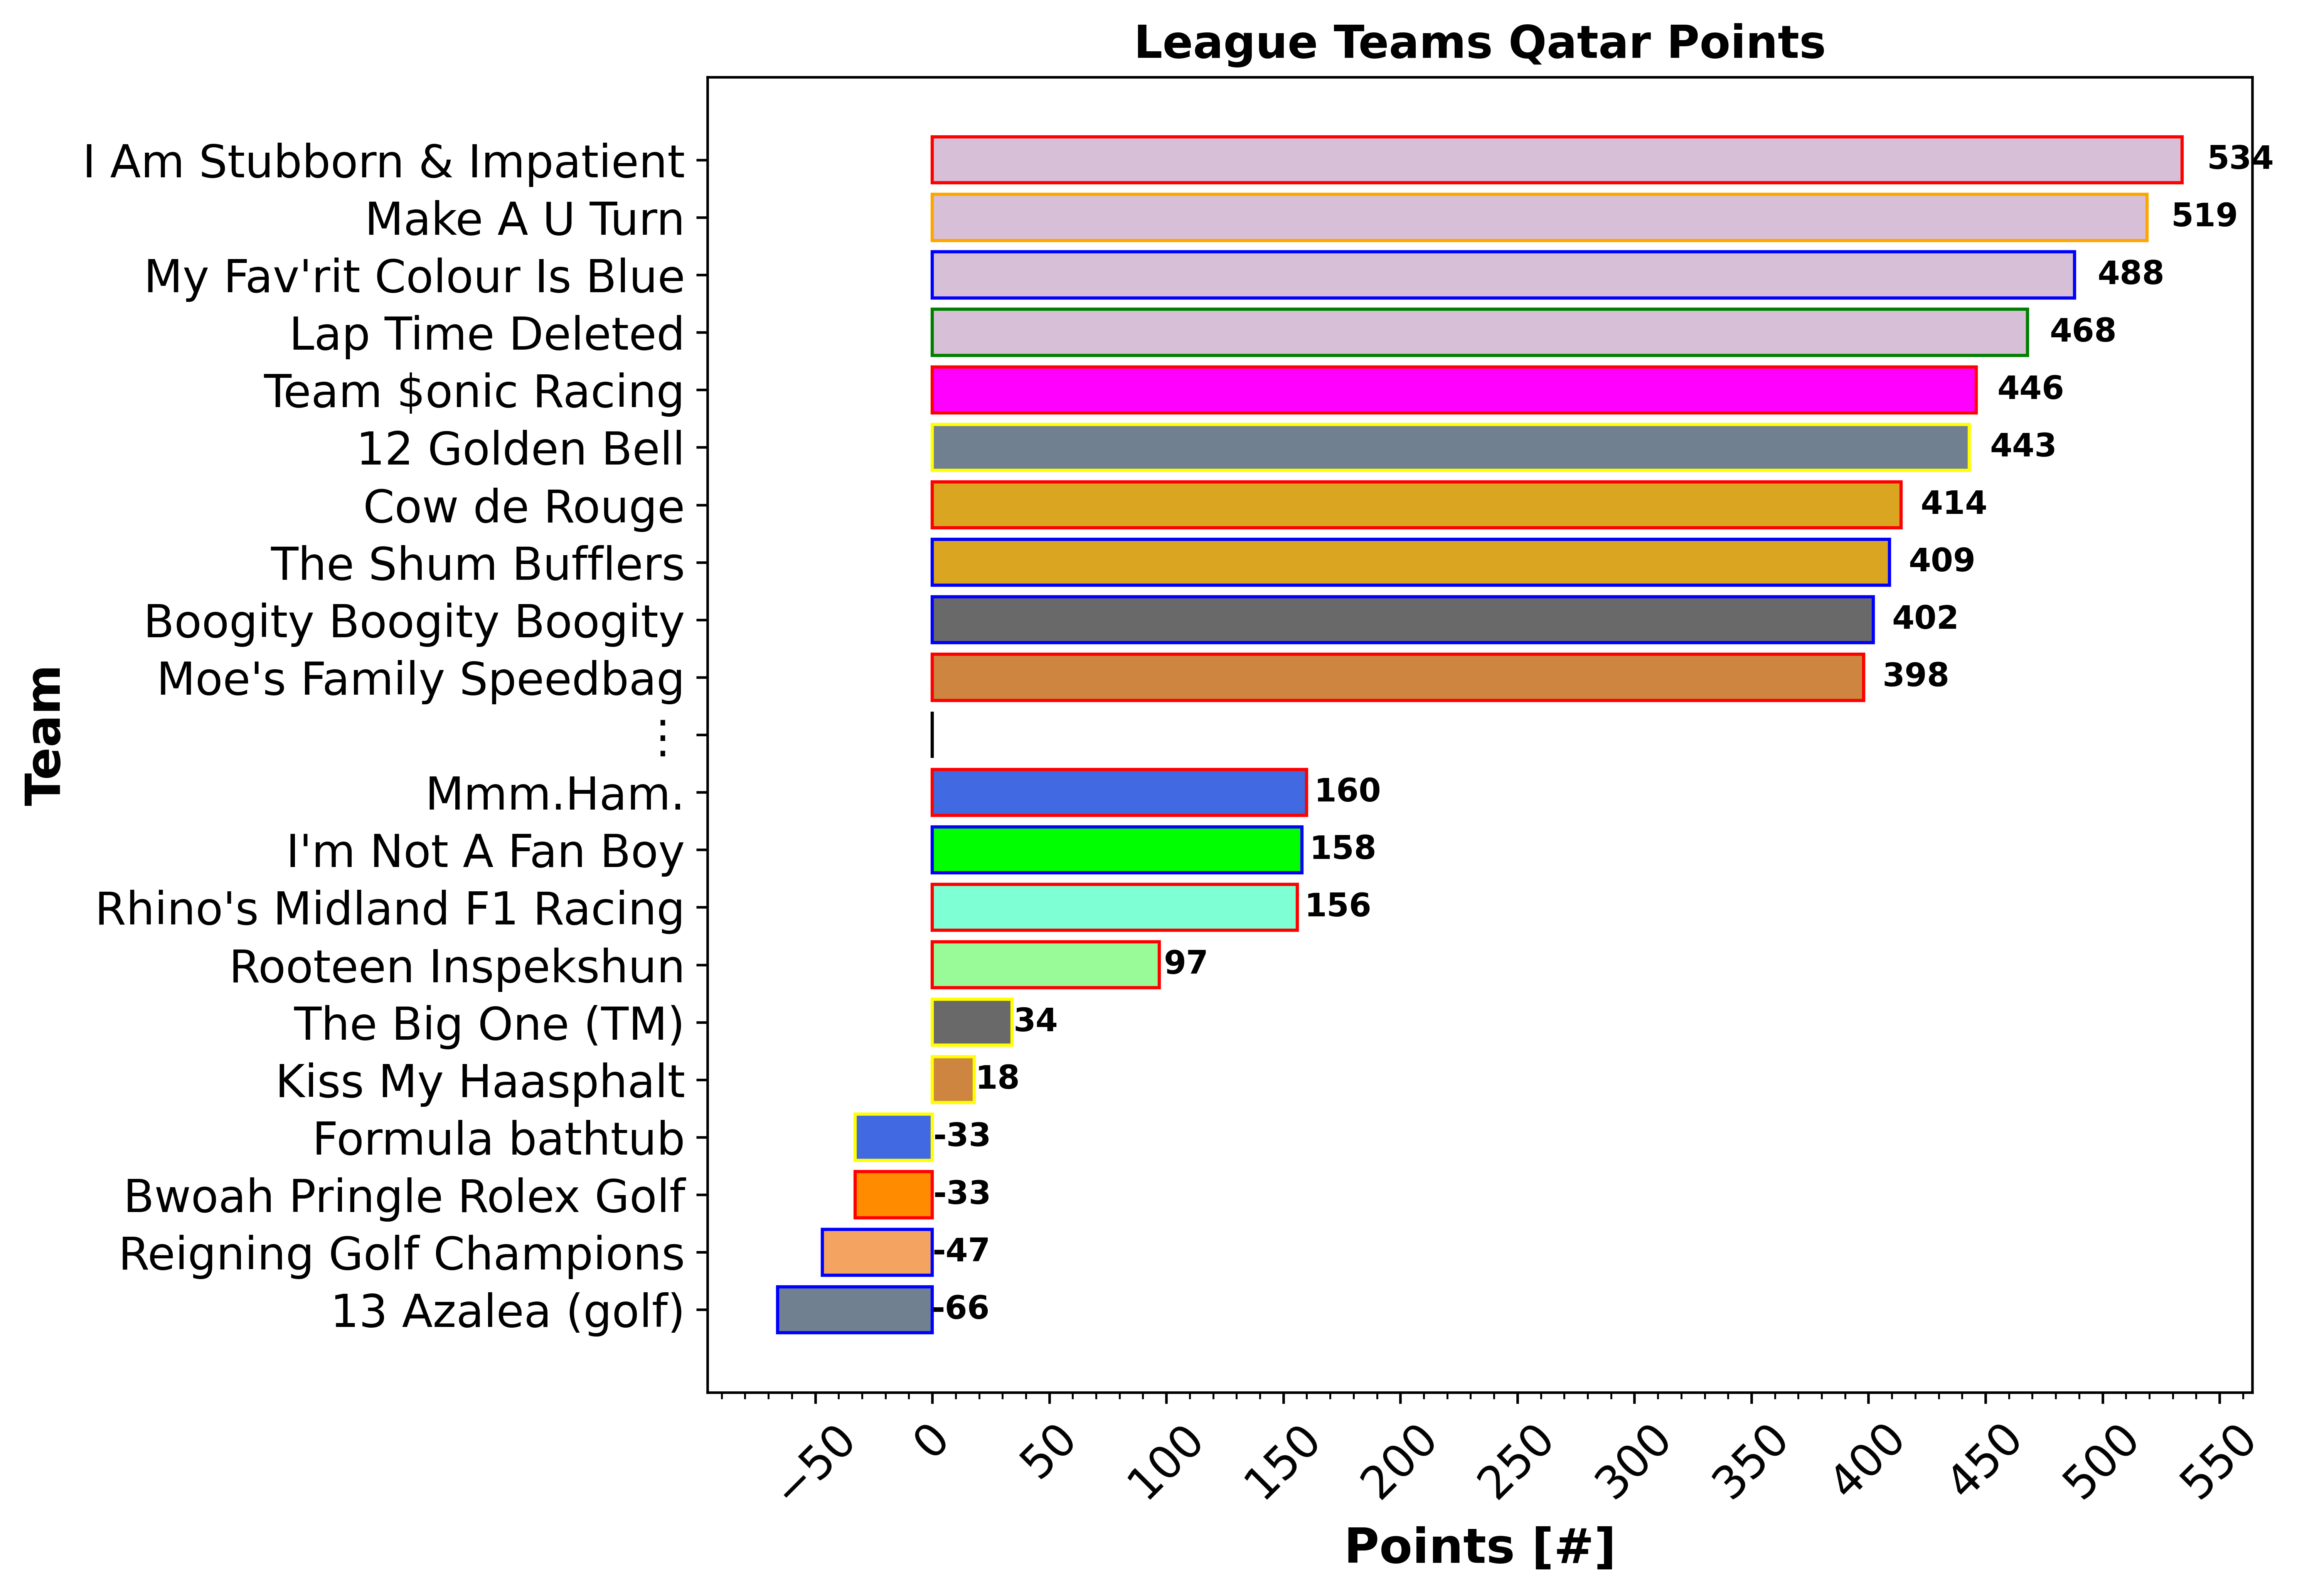 League Teams Qatar Points
Team
I Am Stubborn & Impatient 534
Make A U Turn 519
My Fav'rit Colour Is Blue 488
Lap Time Deleted 468
Team $onic Racing 446
12 Golden Bell 443
Cow de Rouge 414
The Shum Bufflers 409
Boogity Boogity Boogity 402
Moe's Family Speedbag 398
⋮
Mmm.Ham. 160
I'm Not A Fan Boy 158
Rhino's Midland F1 Racing 156
Rooteen Inspekshun 97
The Big One (TM) 34
Kiss My Haasphalt 18
Formula bathtub -33
Bwoah Pringle Rolex Golf -33
Reigning Golf Champions -47
13 Azalea (golf) -66
−50 0 50 100 150 200 250 300 350 400 450 500 550
Points [#]